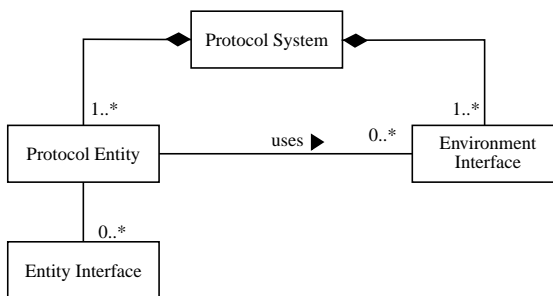 Protocol System
1..*
1..*
Protocol Entity
uses
0..*
Environment
Interface
0..*
Entity Interface